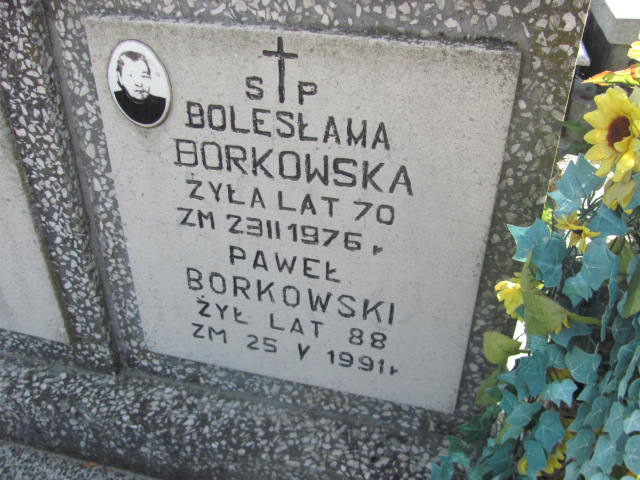 S P
BOLESŁAMA
BORKOWSKA
ŻYŁA LAT 70
ZM 23 II 1976 r
PAWEŁ
BORKOWSKI
ŻYŁ LAT 88
ZM 25 V 1991 r